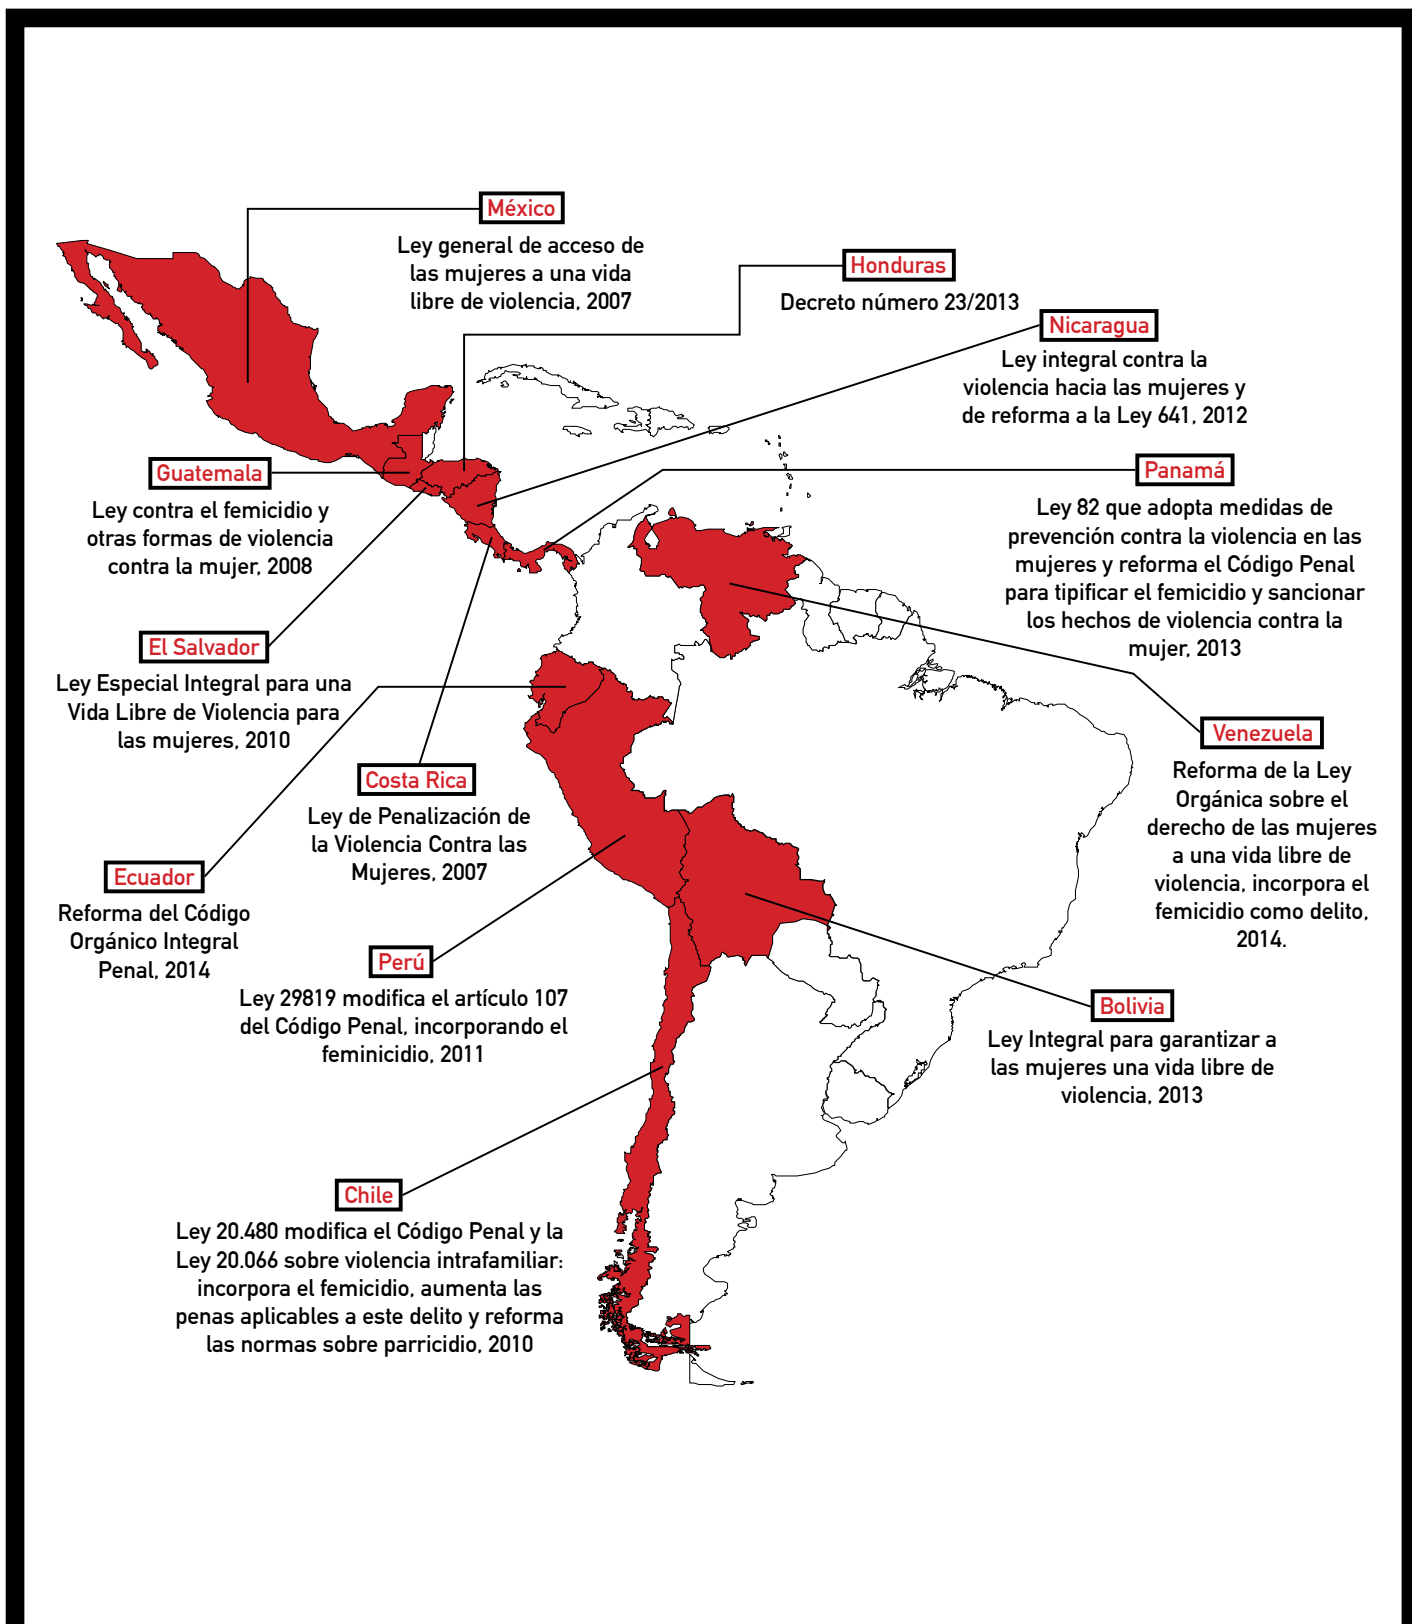 México
Ley general de acceso de
las mujeres a una vida
libre de violencia, 2007
Honduras
Decreto número 23/2013
Nicaragua
Ley integral contra la
violencia hacia las mujeres y
de reforma a la Ley 641, 2012
Guatemala
Ley contra el femicidio y
otras formas de violencia
contra la mujer, 2008
Panamá
Ley 82 que adopta medidas de
prevención contra la violencia en las
mujeres y reforma el Código Penal
para tipificar el femicidio y sancionar
los hechos de violencia contra la
mujer, 2013
El Salvador
Ley Especial Integral para una
Vida Libre de Violencia para
las mujeres, 2010
Venezuela
Reforma de la Ley
Orgánica sobre el
derecho de las mujeres
a una vida libre de
violencia, incorpora el
femicidio como delito,
2014.
Costa Rica
Ley de Penalización de
la Violencia Contra las
Mujeres, 2007
Ecuador
Reforma del Código
Orgánico Integral
Penal, 2014
Perú
Ley 29819 modifica el artículo 107
del Código Penal, incorporando el
feminicidio, 2011
Bolivia
Ley Integral para garantizar a
las mujeres una vida libre de
violencia, 2013
Chile
Ley 20.480 modifica el Código Penal y la
Ley 20.066 sobre violencia intrafamiliar:
incorpora el femicidio, aumenta las
penas aplicables a este delito y reforma
las normas sobre parricidio, 2010